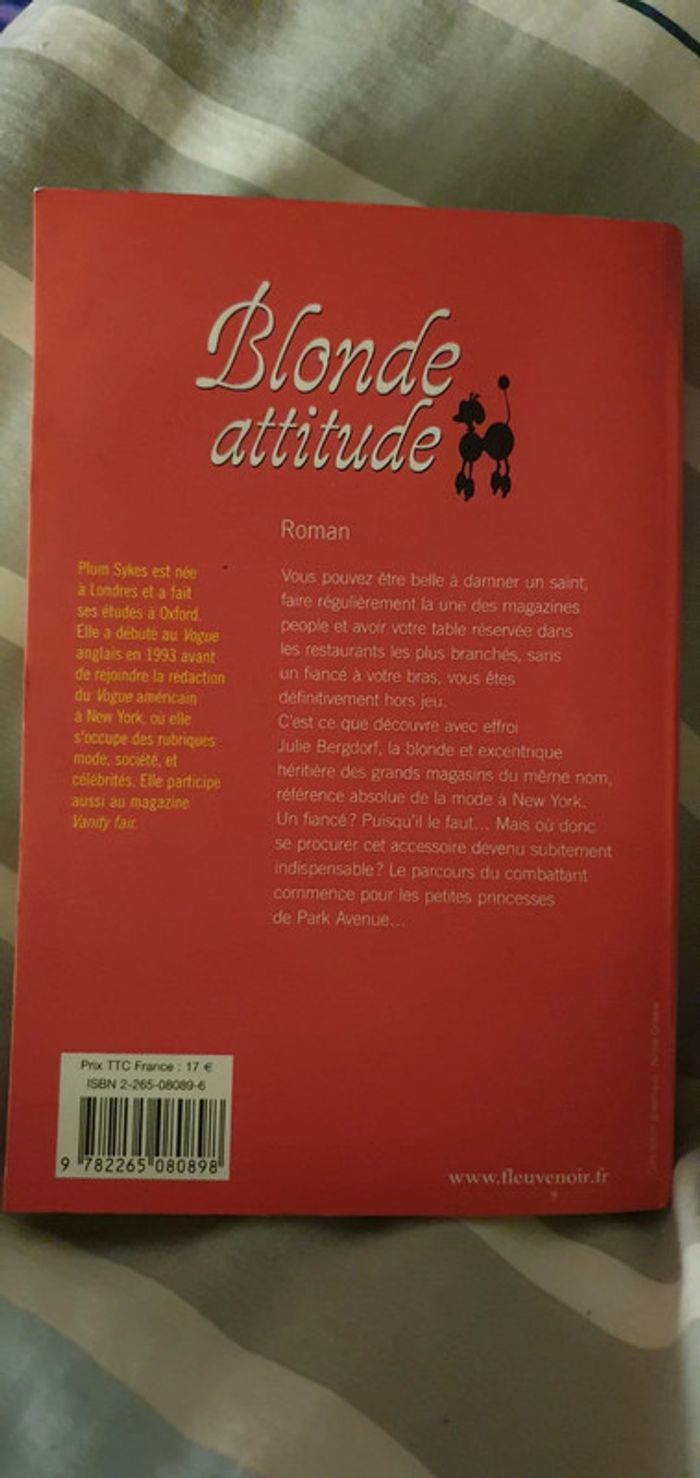 Blonde
attitude
Roman
Plum Sykes est née
à Londres et a fait
ses études à Oxford.
Elle a débuté au Vogue
anglais en 1993 avant
de rejoindre la rédaction
du Vogue américain
à New York, où elle
s'occupe des rubriques
mode, société, et
célébrités. Elle participe
aussi au magazine
Vanity fair.
Vous pouvez être belle à damner un saint,
faire régulièrement la une des magazines
people et avoir votre table réservée dans
les restaurants les plus branchés, sans
un fiancé à votre bras, vous êtes
définitivement hors jeu.
C'est ce que découvre avec effroi
Julie Bergdorf, la blonde et excentrique
héritière des grands magasins du même nom,
référence absolue de la mode à New York.
Un fiancé? Puisqu'il le faut... Mais où donc
se procurer cet accessoire devenu subitement
indispensable? Le parcours du combattant
commence pour les petites princesses
de Park Avenue...
Prix TTC France : 17 €
ISBN 2-265-08089-6
9 782265 080898
www.fleuvenoir.fr